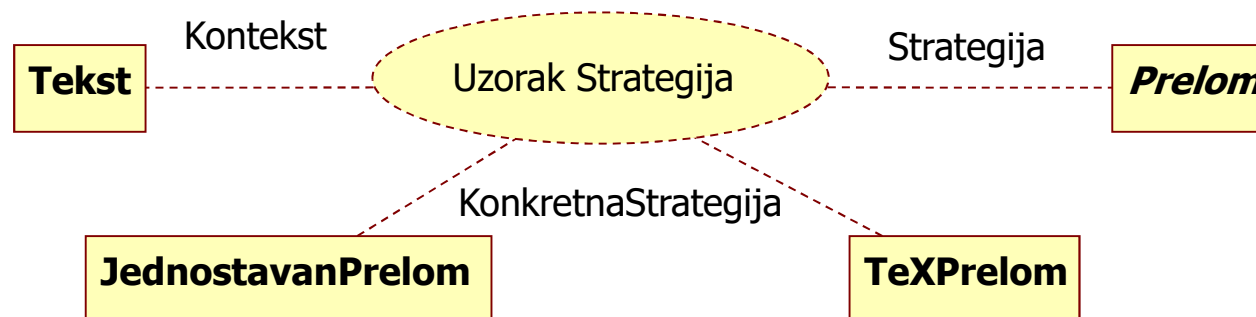 Kontekst
Strategija
Tekst
Uzorak Strategija
Prelom
KonkretnaStrategija
JednostavanPrelom
TeXPrelom